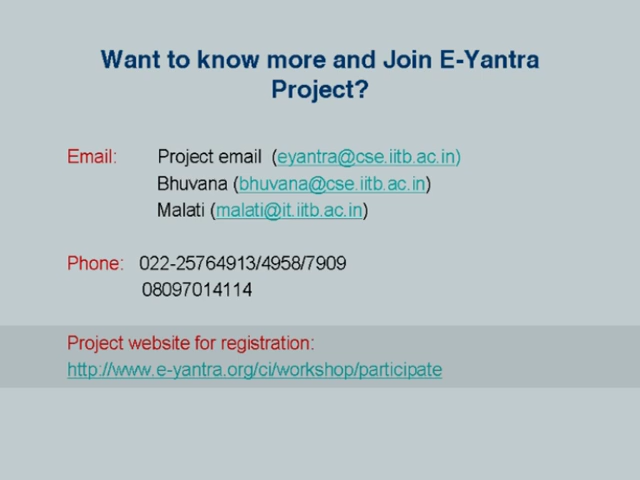 Want to know more and Join E-Yantra
Project?
Email: Project email (eyantra@cse.iitb.ac.in)
Bhuvana (bhuvana@cse.iitb.ac.in)
Malati (malati@it.iitb.ac.in)
Phone: 022-25764913/4958/7909
08097014114
Project website for registration:
http://www.e-yantra.org/ci/workshop/participate